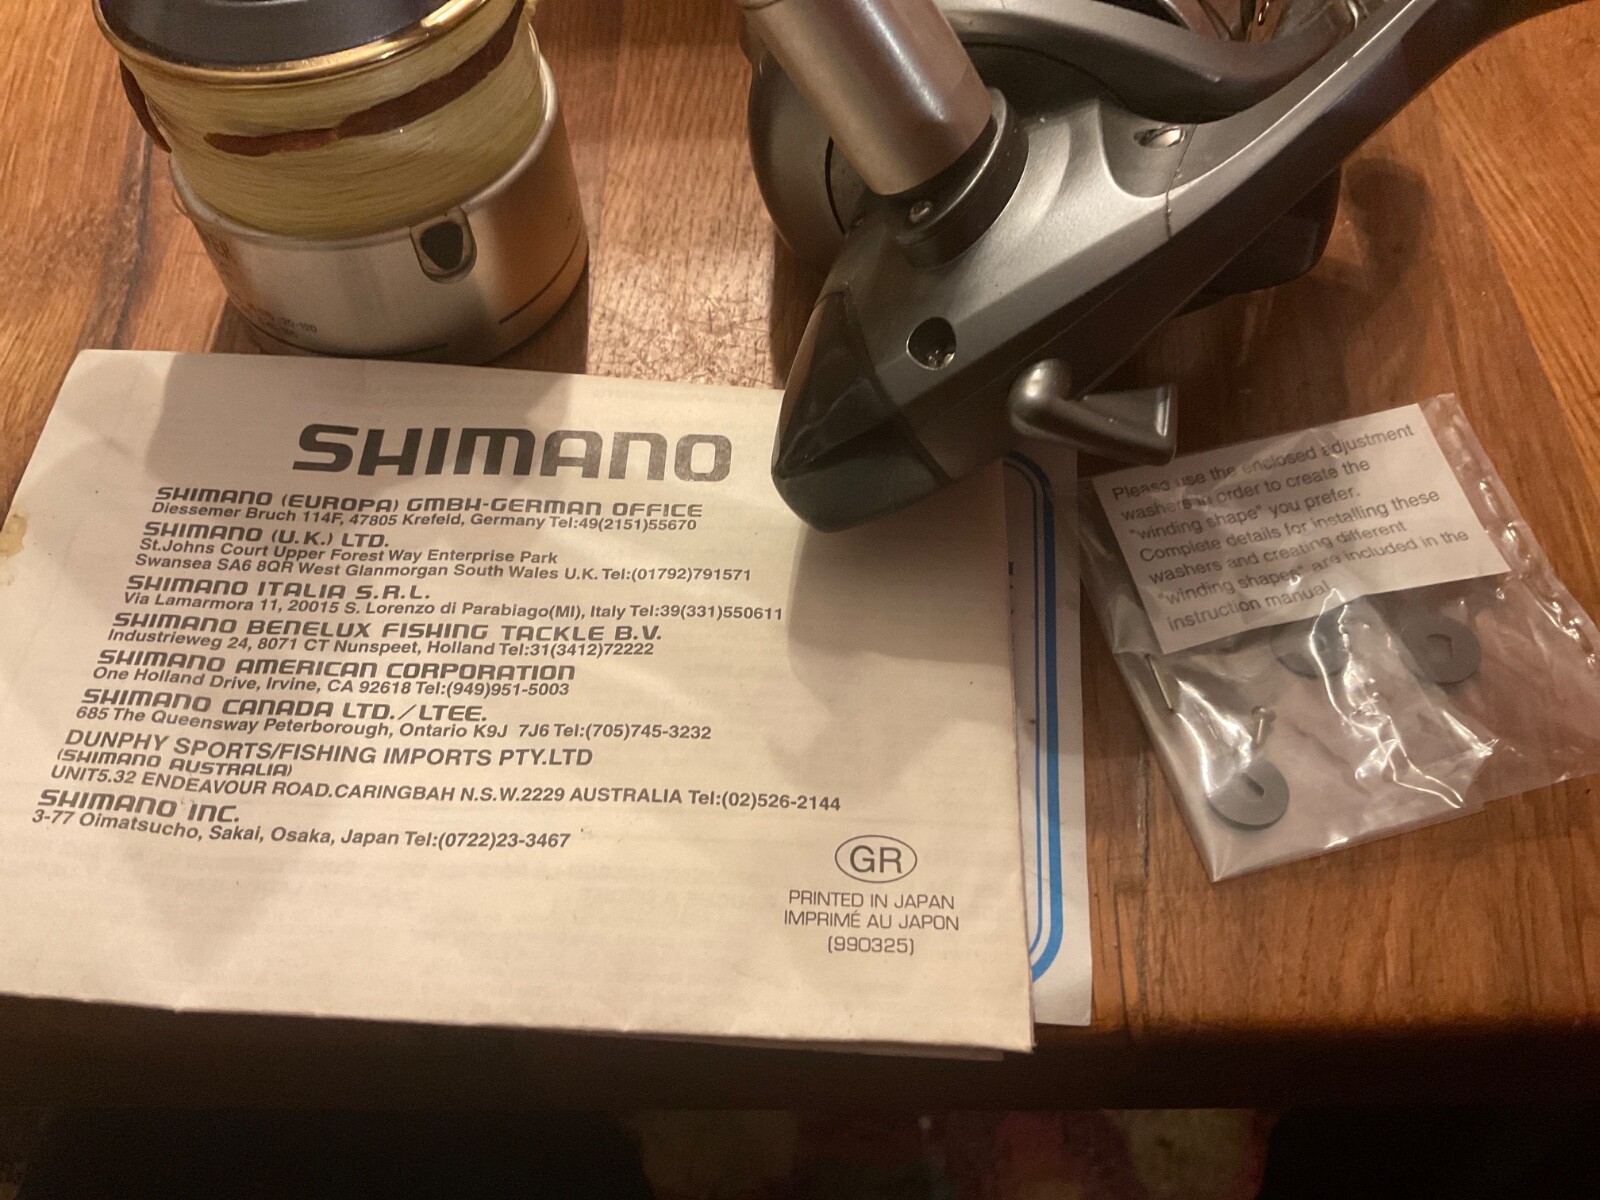 SHIMANO
SHIMANO (EUROPA) GMBH-GERMAN OFFICE
Diessemer Bruch 114F, 47805 Krefeld, Germany Tel:49(2151)55670
SHIMANO (U.K.) LTD.
St.Johns Court Upper Forest Way Enterprise Park
Swansea SA6 8QR West Glanmorgan South Wales U.K. Tel:(01792)791571
SHIMANO ITALIA S.R.L.
Via Lamarmora 11, 20015 S. Lorenzo di Parabiago(MI), Italy Tel:39(331)550611
SHIMANO BENELUX FISHING TACKLE B.V.
Industrieweg 24, 8071 CT Nunspeet, Holland Tel:31(3412)72222
SHIMANO AMERICAN CORPORATION
One Holland Drive, Irvine, CA 92618 Tel:(949)951-5003
SHIMANO CANADA LTD./LTEE.
685 The Queensway Peterborough, Ontario K9J 7J6 Tel:(705)745-3232
DUNPHY SPORTS/FISHING IMPORTS PTY.LTD
(SHIMANO AUSTRALIA)
UNIT5.32 ENDEAVOUR ROAD.CARINGBAH N.S.W.2229 AUSTRALIA Tel:(02)526-2144
SHIMANO INC.
3-77 Oimatsucho, Sakai, Osaka, Japan Tel:(0722)23-3467
GR
PRINTED IN JAPAN
IMPRIMÉ AU JAPON
(990325)
Please use the enclosed adjustment
washers in order to create the
"winding shape" you prefer.
Complete details for installing these
washers and creating different
"winding shapes" are included in the
instruction manual.